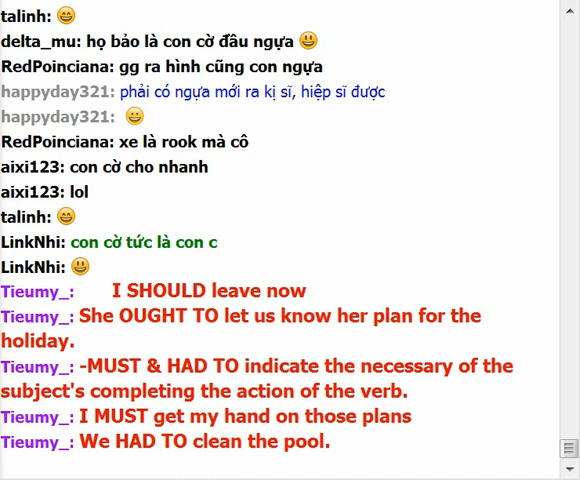 talinh: 😄
delta_mu: họ bảo là con cờ đầu ngựa 😃
RedPoinciana: gg ra hình cũng con ngựa
happyday321: phải có ngựa mới ra kị sĩ, hiệp sĩ được
happyday321: 😀
RedPoinciana: xe là rook mà cô
aixi123: con cờ cho nhanh
aixi123: lol
talinh: 😄
LinkNhi: con cờ tức là con c
LinkNhi: 😃
Tieumy_: I SHOULD leave now
Tieumy_: She OUGHT TO let us know her plan for the
holiday.
Tieumy_: -MUST & HAD TO indicate the necessary of the
subject's completing the action of the verb.
Tieumy_: I MUST get my hand on those plans
Tieumy_: We HAD TO clean the pool.